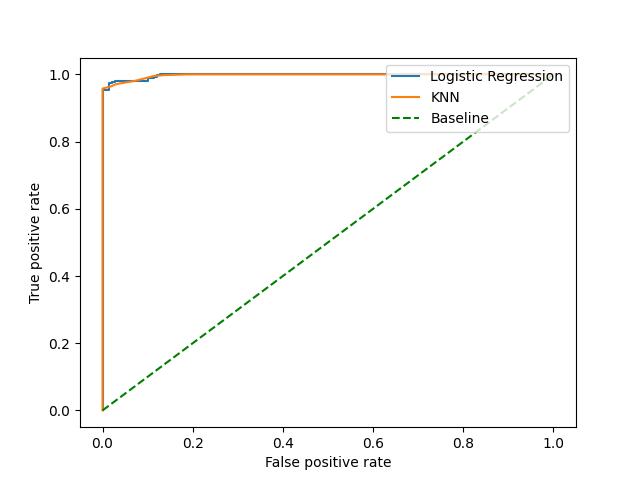 Logistic Regression
KNN
Baseline
True positive rate
1.0
0.8
0.6
0.4
0.2
0.0
0.0 0.2 0.4 0.6 0.8 1.0
False positive rate